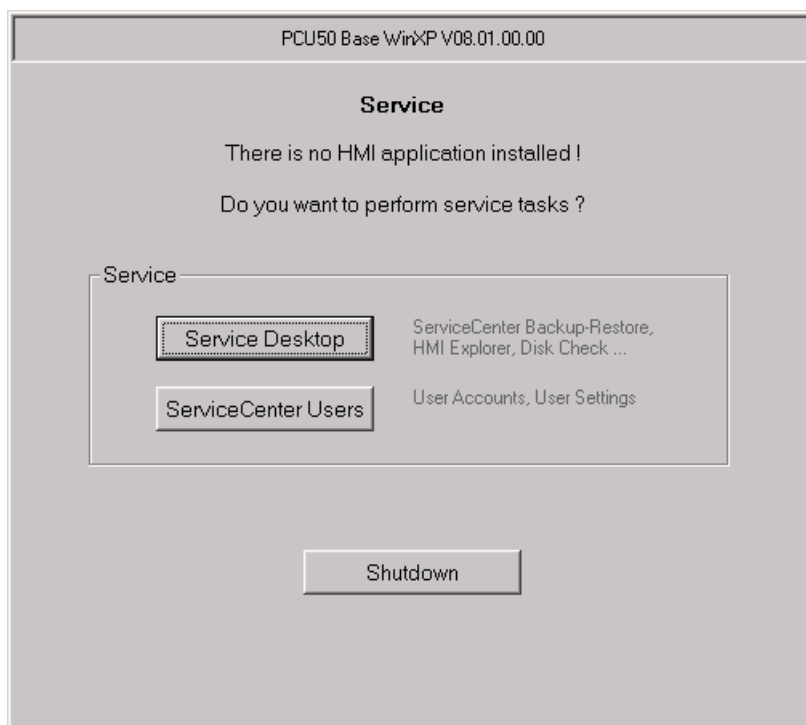 PCU50 Base WinXP V08.01.00.00
Service
There is no HMI application installed !
Do you want to perform service tasks ?
Service
Service Desktop
ServiceCenter Backup-Restore,
HMI Explorer, Disk Check ...
ServiceCenter Users
User Accounts, User Settings
Shutdown